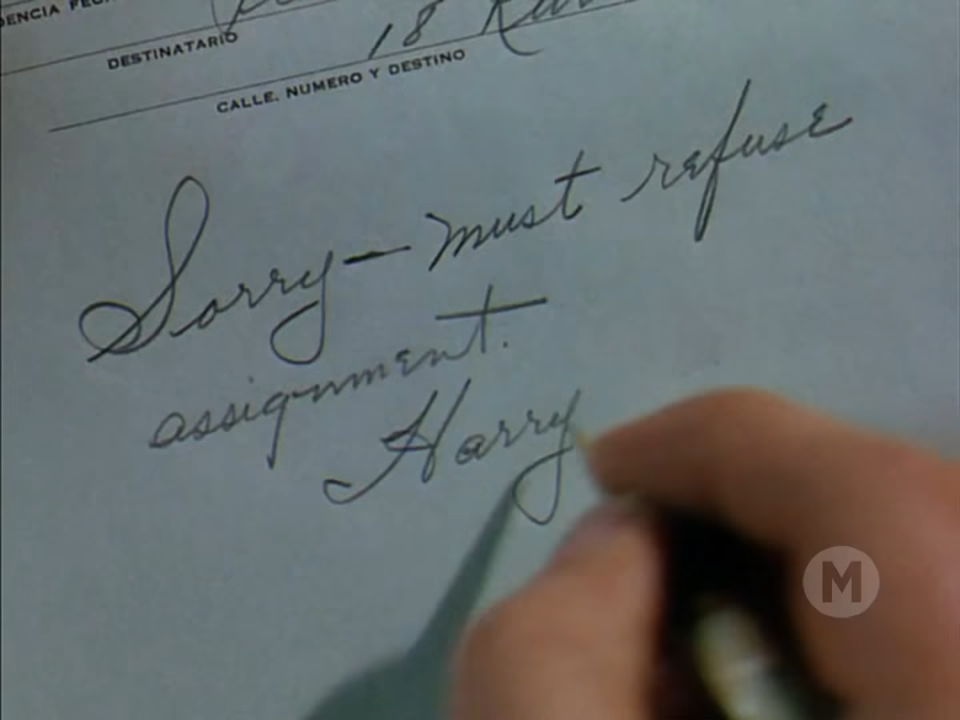 DESTINATARIO
18
CALLE, NUMERO Y DESTINO
Sorry — must refuse
assignment.
Harry
M